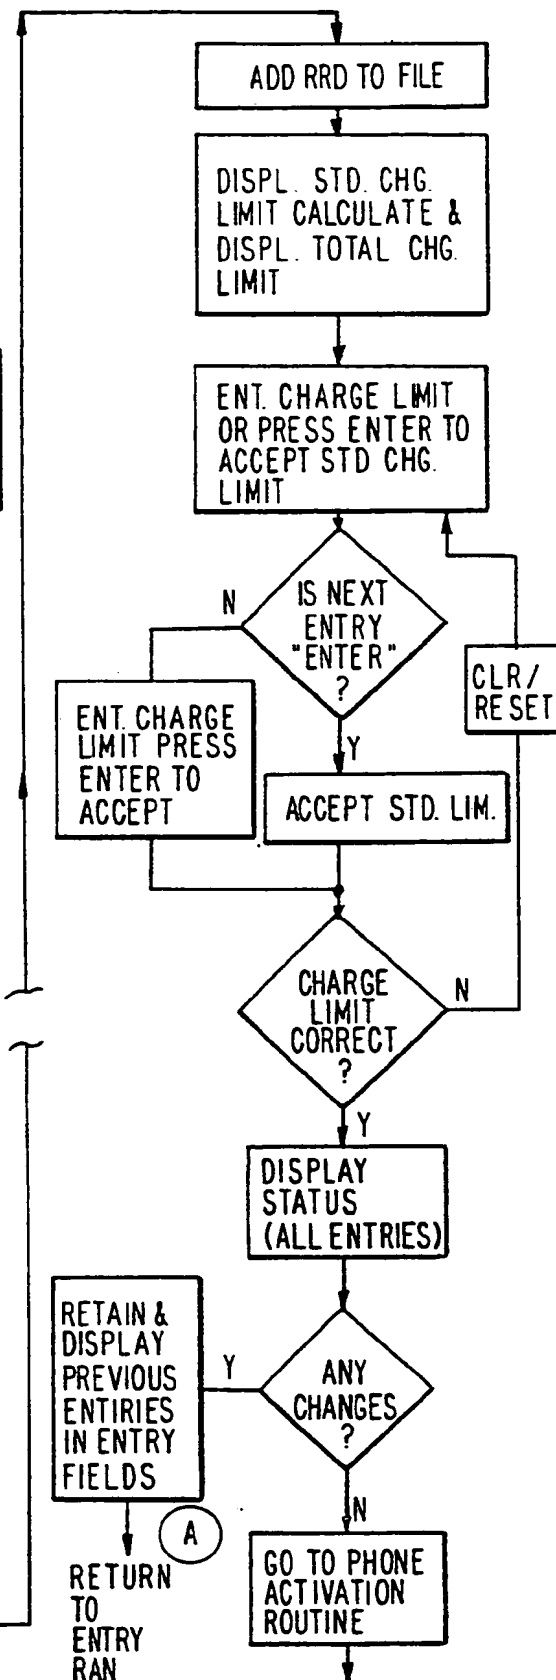 ADD RRD TO FILE
DISPL. STD. CHG.
LIMIT CALCULATE &
DISPL. TOTAL CHG.
LIMIT
ENT. CHARGE LIMIT
OR PRESS ENTER TO
ACCEPT STD CHG.
LIMIT
IS NEXT
ENTRY
"ENTER"
?
N
Y
CLR/
RESET
ENT. CHARGE
LIMIT PRESS
ENTER TO
ACCEPT
ACCEPT STD. LIM.
CHARGE
LIMIT
CORRECT
?
N
Y
DISPLAY
STATUS
(ALL ENTRIES)
ANY
CHANGES
?
Y
N
RETAIN &
DISPLAY
PREVIOUS
ENTIRIES
IN ENTRY
FIELDS
A
RETURN
TO
ENTRY
RAN
GO TO PHONE
ACTIVATION
ROUTINE